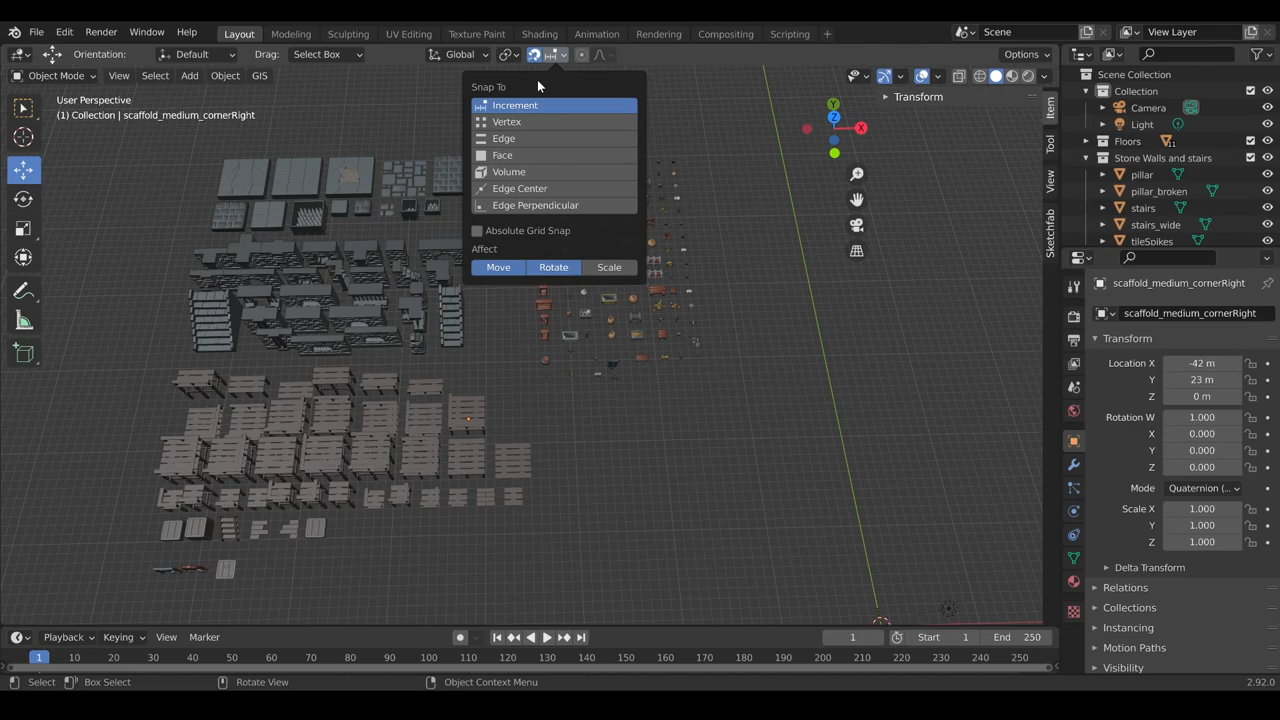 File Edit Render Window Help Layout Modeling Sculpting UV Editing Texture Paint Shading Animation Rendering Compositing Scripting Scene View Layer
Orientation: Default Drag: Select Box Global Options
Object Mode View Select Add Object GIS
User Perspective
(1) Collection | scaffold_medium_cornerRight
Snap To
Increment
Vertex
Edge
Face
Volume
Edge Center
Edge Perpendicular
Absolute Grid Snap
Affect
Move Rotate Scale
Transform
Y
Z
X
Item
Tool
View
Sketchfab
Scene Collection
Collection
Camera
Light
Floors 11
Stone Walls and stairs
pillar
pillar_broken
stairs
stairs_wide
tileSpikes
scaffold_medium_cornerRight
scaffold_medium_cornerRight
Transform
Location X -42 m
Y 23 m
Z 0 m
Rotation W 1.000
X 0.000
Y 0.000
Z 0.000
Mode Quaternion (...
Scale X 1.000
Y 1.000
Z 1.000
Delta Transform
Relations
Collections
Instancing
Motion Paths
Visibility
Playback Keying View Marker 1 Start 1 End 250
1 10 20 30 40 50 60 70 80 90 100 110 120 130 140 150 160 170 180 190 200 210 220 230 240 250
Select Box Select Rotate View Object Context Menu 2.92.0